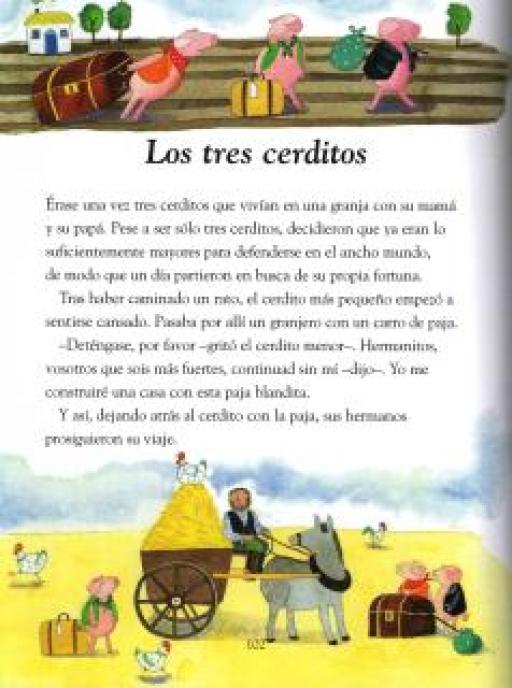 Los tres cerditos
Érase una vez tres cerditos que vivían en una granja con su mamá
y su papá. Pese a ser sólo tres cerditos, decidieron que ya eran lo
suficientemente mayores para defenderse en el ancho mundo,
de modo que un día partieron en busca de su propia fortuna.
Tras haber caminado un rato, el cerdito más pequeño empezó a
sentirse cansado. Pasaba por allí un granjero con un carro de paja.
–Deténgase, por favor –gritó el cerdito menor–. Hermanitos,
vosotros que sois más fuertes, continuad sin mí –dijo–. Yo me
construiré una casa con esta paja blandita.
Y así, dejando atrás al cerdito con la paja, sus hermanos
prosiguieron su viaje.
102